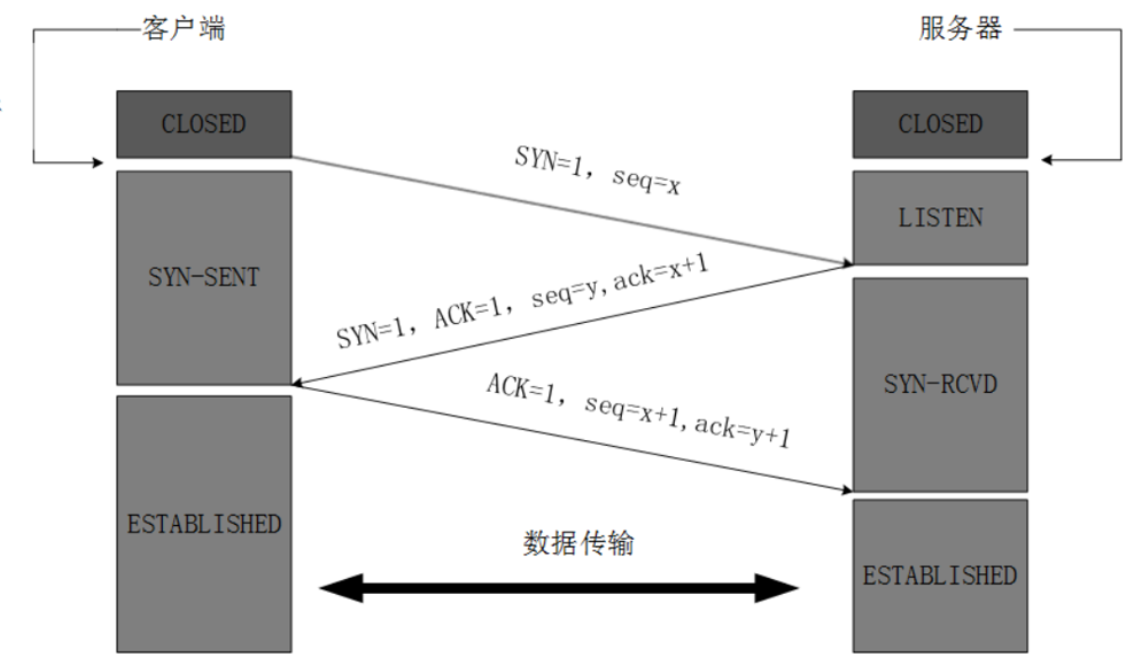 客户端
服务器
CLOSED
CLOSED
SYN=1, seq=x
LISTEN
SYN-SENT
SYN=1, ACK=1, seq=y,ack=x+1
SYN-RCVD
ACK=1, seq=x+1,ack=y+1
ESTABLISHED
数据传输
ESTABLISHED